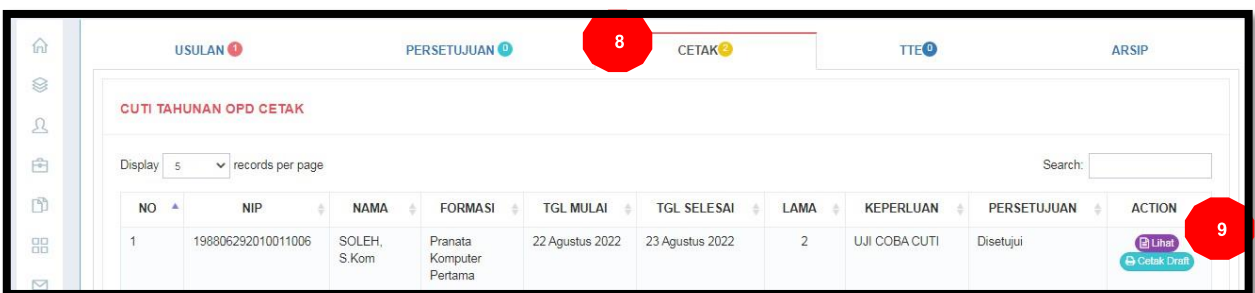 USULAN 1 PERSETUJUAN 0 8 CETAK 2 TTE 0 ARSIP
CUTI TAHUNAN OPD CETAK
Display 5 records per page Search:
NO NIP NAMA FORMASI TGL MULAI TGL SELESAI LAMA KEPERLUAN PERSETUJUAN ACTION
9
1 198806292010011006 SOLEH, Pranata 22 Agustus 2022 23 Agustus 2022 2 UJI COBA CUTI Disetujui Lihat
S.Kom Komputer Cetak Draft
Pertama